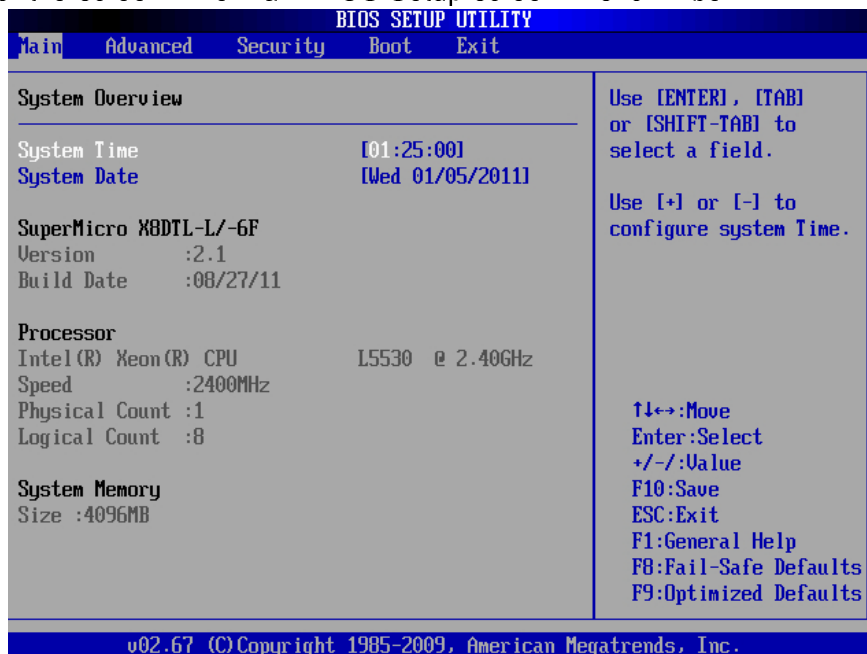 BIOS SETUP UTILITY
Main Advanced Security Boot Exit
System Overview
System Time [01:25:00]
System Date [Wed 01/05/2011]
SuperMicro X8DTL-L/-6F
Version :2.1
Build Date :08/27/11
Processor
Intel(R) Xeon(R) CPU L5530 @ 2.40GHz
Speed :2400MHz
Physical Count :1
Logical Count :8
System Memory
Size :4096MB
Use [ENTER], [TAB]
or [SHIFT-TAB] to
select a field.
Use [+] or [-] to
configure system Time.
↑↓↔:Move
Enter:Select
+/-/:Value
F10:Save
ESC:Exit
F1:General Help
F8:Fail-Safe Defaults
F9:Optimized Defaults
v02.67 (C)Copyright 1985-2009, American Megatrends, Inc.